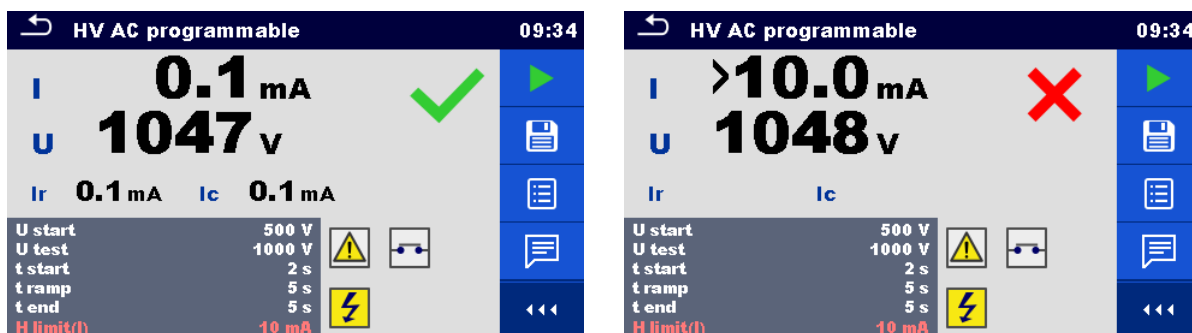 HV AC programmable 09:34
I 0.1 mA
U 1047 V
Ir 0.1 mA Ic 0.1 mA
U start 500 V
U test 1000 V
t start 2 s
t ramp 5 s
t end 5 s
H limit(I) 10 mA
HV AC programmable 09:34
I >10.0 mA
U 1048 V
Ir Ic
U start 500 V
U test 1000 V
t start 2 s
t ramp 5 s
t end 5 s
H limit(I) 10 mA